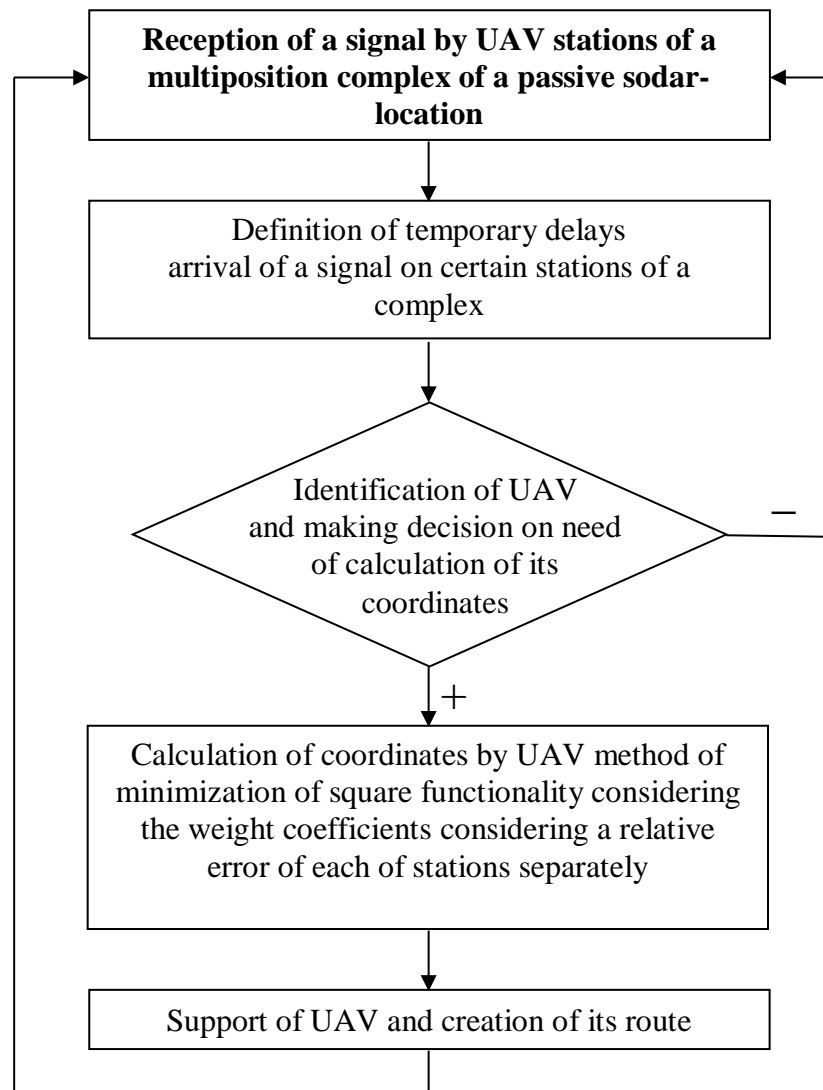 Reception of a signal by UAV stations of a
multiposition complex of a passive sodar-
location
Definition of temporary delays
arrival of a signal on certain stations of a
complex
Identification of UAV
and making decision on need
of calculation of its
coordinates
–
+
Calculation of coordinates by UAV method of
minimization of square functionality considering
the weight coefficients considering a relative
error of each of stations separately
Support of UAV and creation of its route